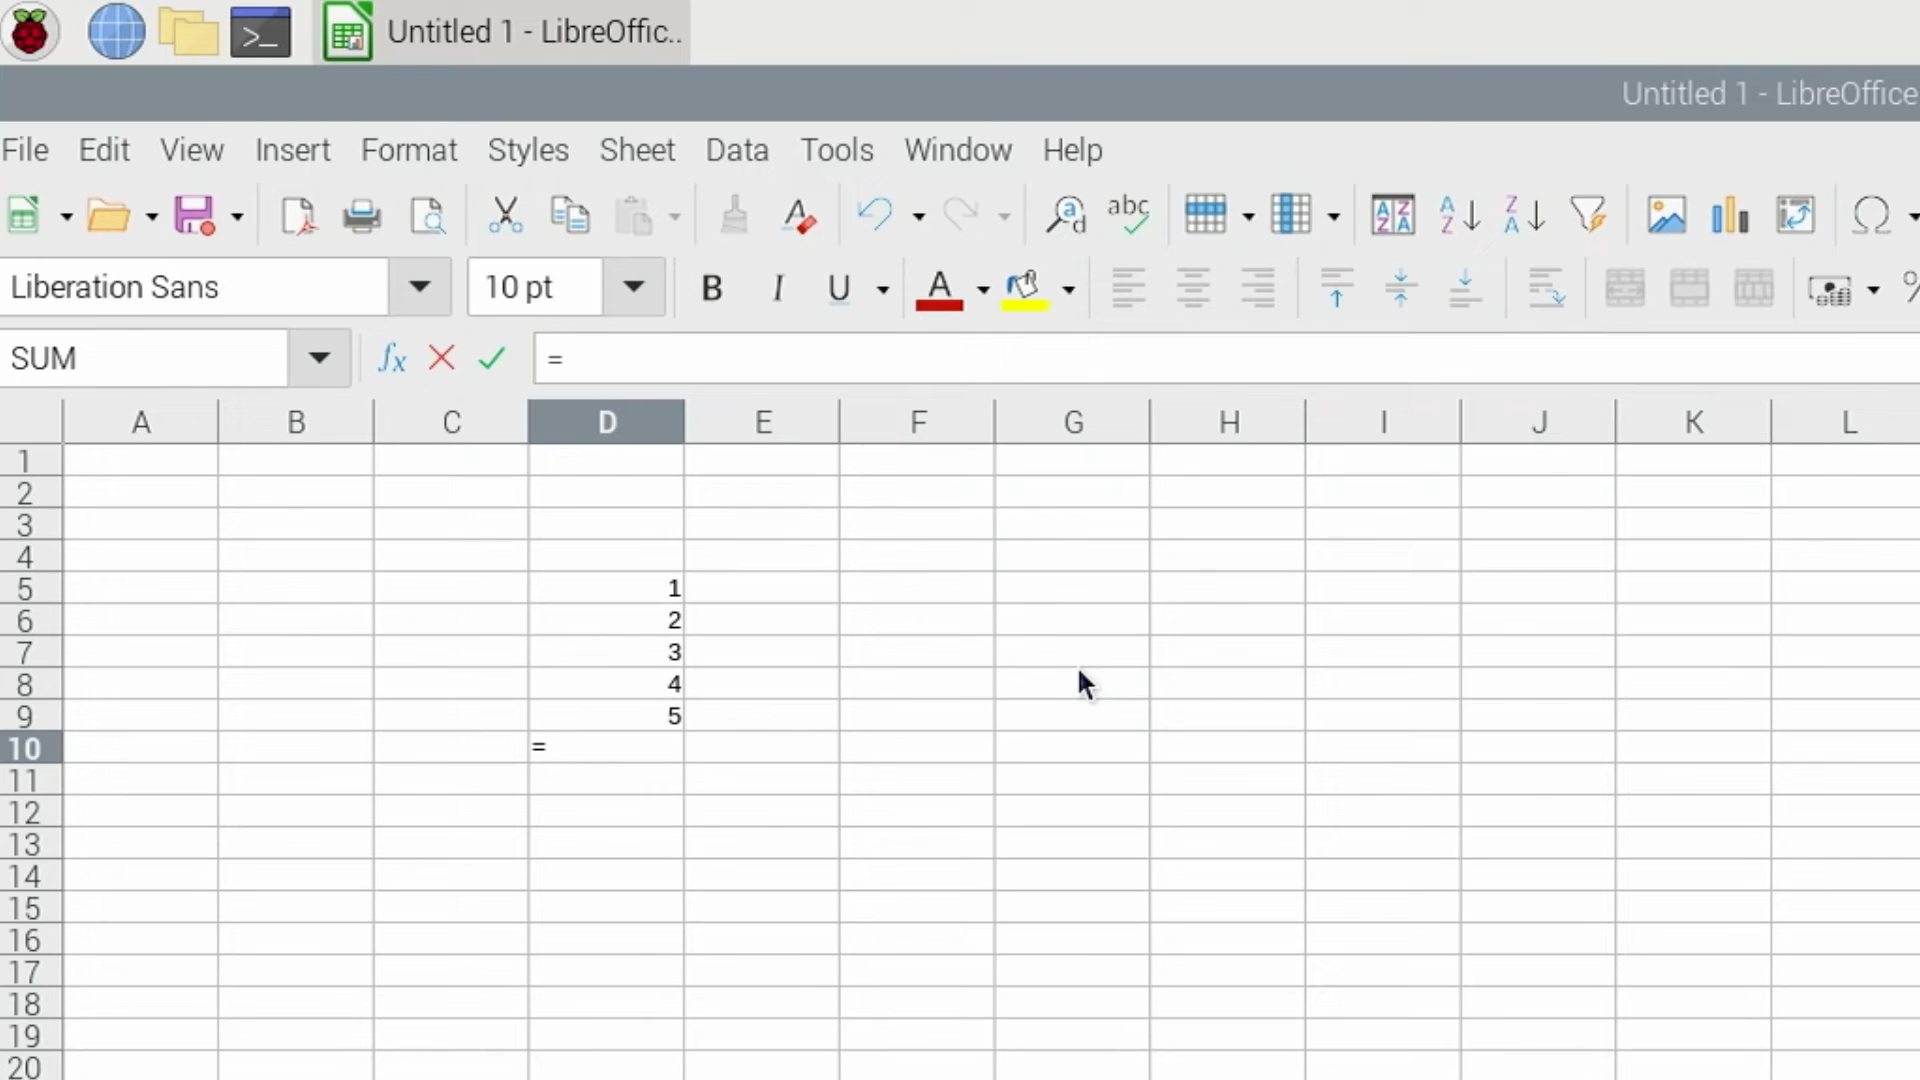 Untitled 1 - LibreOffic..
Untitled 1 - LibreOffice
File Edit View Insert Format Styles Sheet Data Tools Window Help
abc
Liberation Sans 10 pt B I U A %
SUM fx =
A B C D E F G H I J K L
1
2
3
4
5 1
6 2
7 3
8 4
9 5
10 =
11
12
13
14
15
16
17
18
19
20